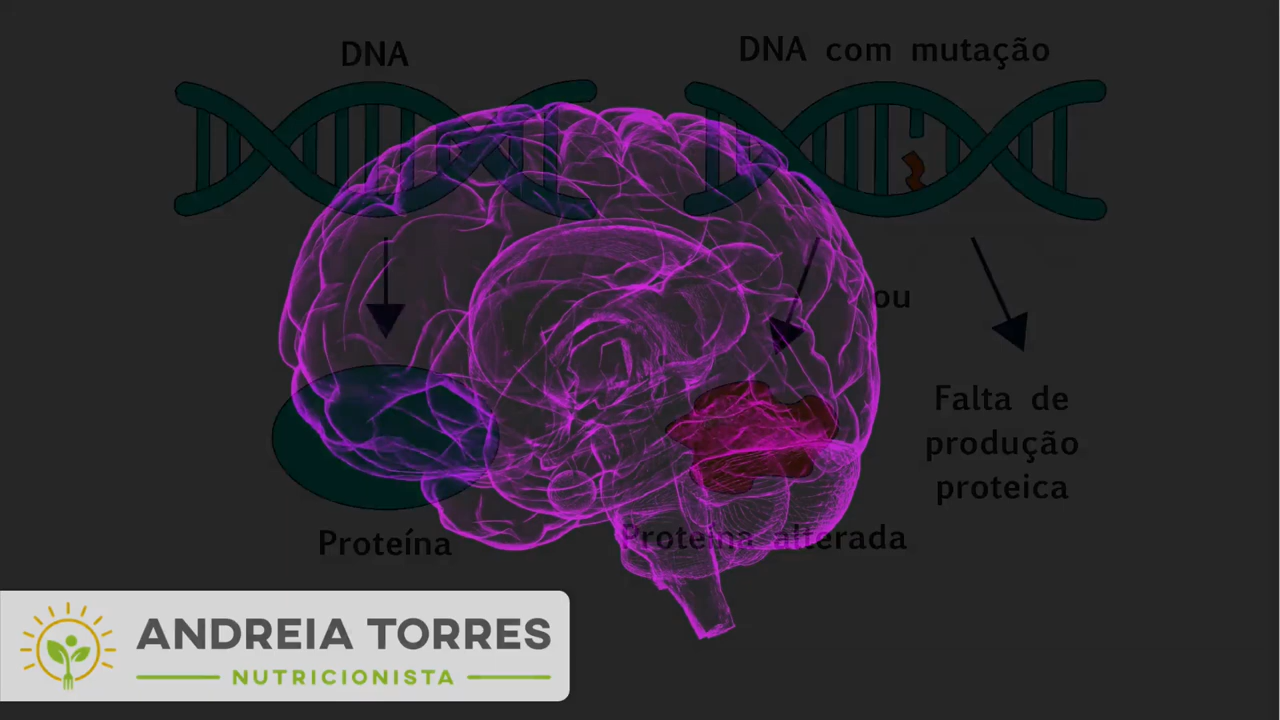 DNA
DNA com mutação
ou
Falta de
produção
proteica
Proteína
Proteína alterada
ANDREIA TORRES
NUTRICIONISTA